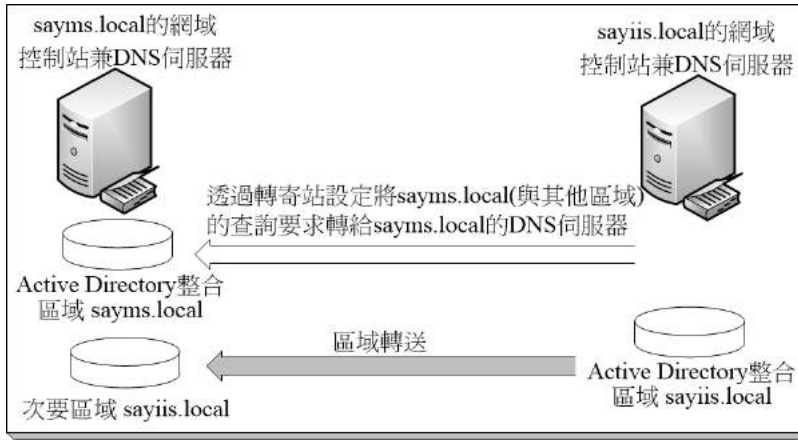 sayms.local的網域
控制站兼DNS伺服器
sayiis.local的網域
控制站兼DNS伺服器
透過轉寄站設定將sayms.local(與其他區域)
的查詢要求轉給sayms.local的DNS伺服器
Active Directory整合
區域 sayms.local
區域轉送
次要區域 sayiis.local
Active Directory整合
區域 sayiis.local